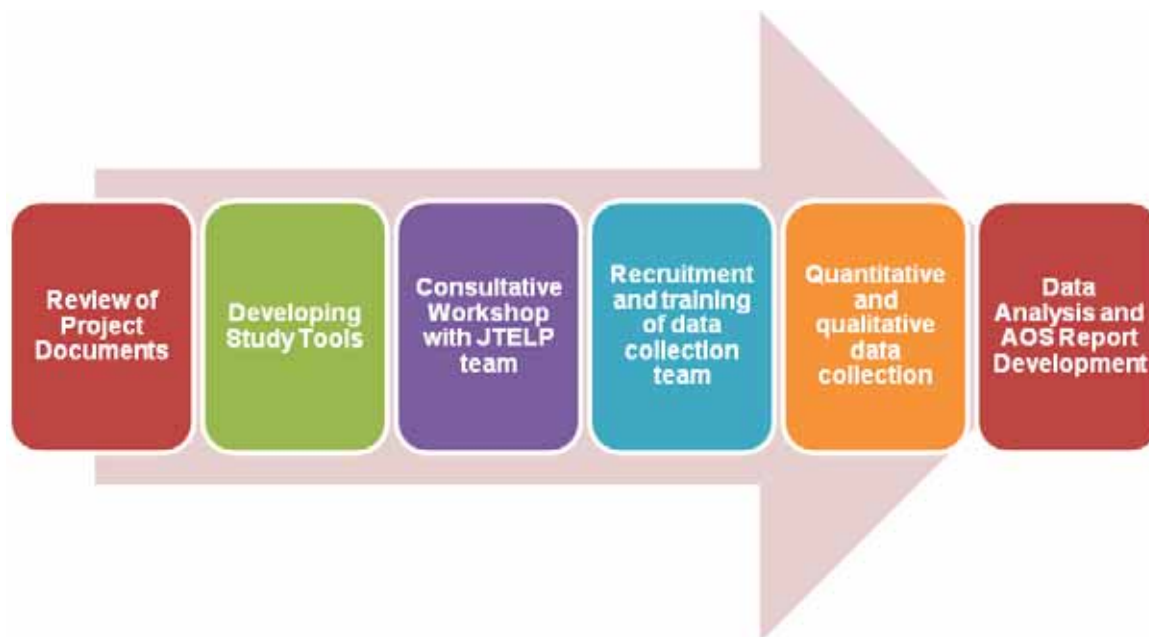 Review of
Project
Documents
Developing
Study Tools
Consultative
Workshop
with JTELP
team
Recruitment
and training
of data
collection
team
Quantitative
and
qualitative
data
collection
Data
Analysis and
AOS Report
Development